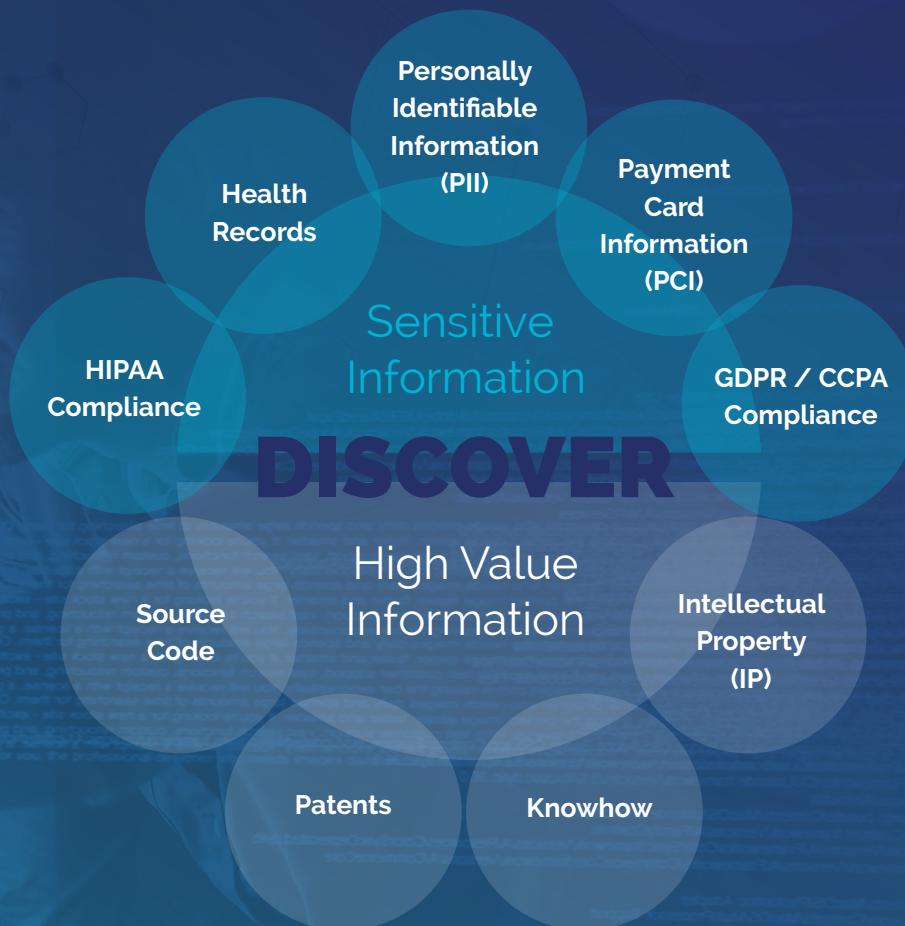 Personally
Identifiable
Information
(PII)
Health
Records
Payment
Card
Information
(PCI)
HIPAA
Compliance
Sensitive
Information
GDPR / CCPA
Compliance
DISCOVER
High Value
Information
Source
Code
Intellectual
Property
(IP)
Patents
Knowhow